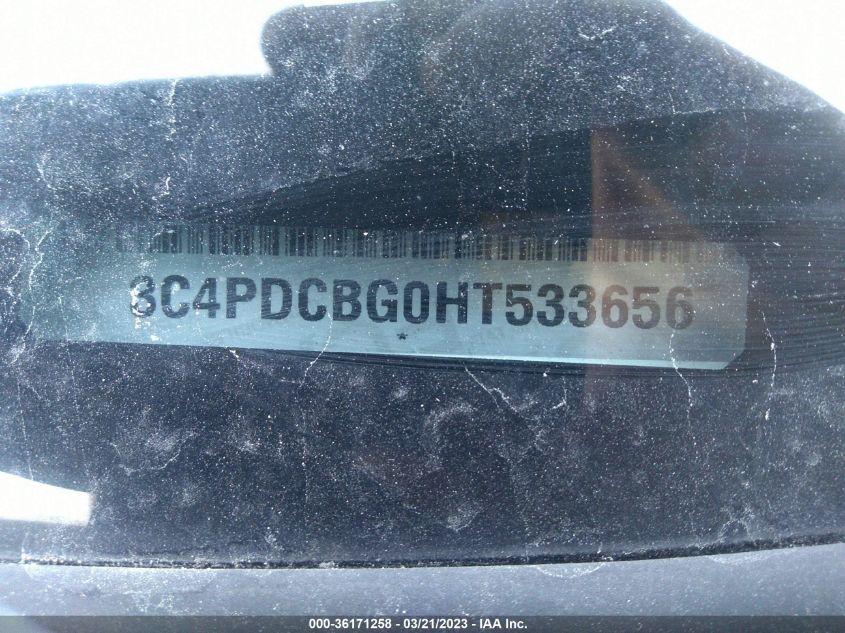 3C4PDCBG0HT533656
*
000-36171258 - 03/21/2023 - IAA Inc.